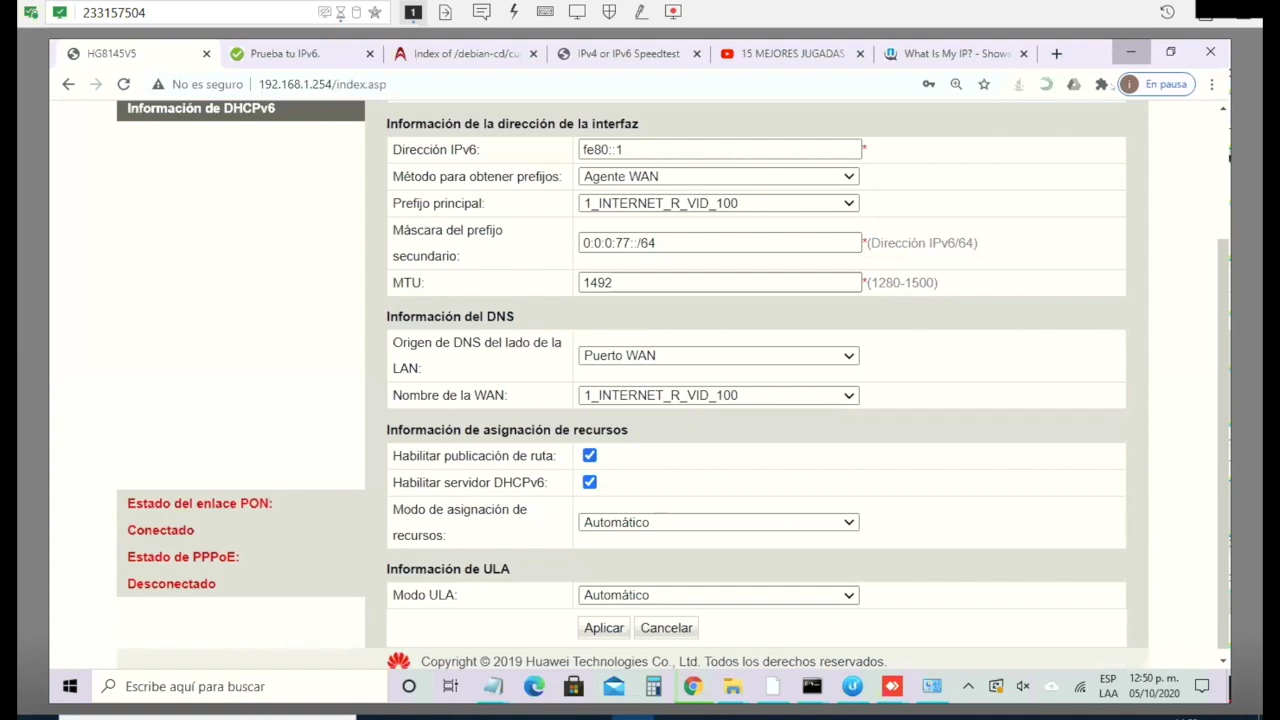 233157504
1
HG8145V5
Prueba tu IPv6.
Index of /debian-cd/cu
IPv4 or IPv6 Speedtest
15 MEJORES JUGADAS
What Is My IP? - Shows
No es seguro
192.168.1.254/index.asp
i
En pausa
Información de DHCPv6
Información de la dirección de la interfaz
Dirección IPv6:
fe80::1
*
Método para obtener prefijos:
Agente WAN
Prefijo principal:
1_INTERNET_R_VID_100
Máscara del prefijo
secundario:
0:0:0:77::/64
*(Dirección IPv6/64)
MTU:
1492
*(1280-1500)
Información del DNS
Origen de DNS del lado de la
LAN:
Puerto WAN
Nombre de la WAN:
1_INTERNET_R_VID_100
Información de asignación de recursos
Habilitar publicación de ruta:
Habilitar servidor DHCPv6:
Modo de asignación de
recursos:
Automático
Estado del enlace PON:
Conectado
Estado de PPPoE:
Desconectado
Información de ULA
Modo ULA:
Automático
Aplicar
Cancelar
Copyright © 2019 Huawei Technologies Co., Ltd. Todos los derechos reservados.
Escribe aquí para buscar
ESP
LAA
12:50 p. m.
05/10/2020